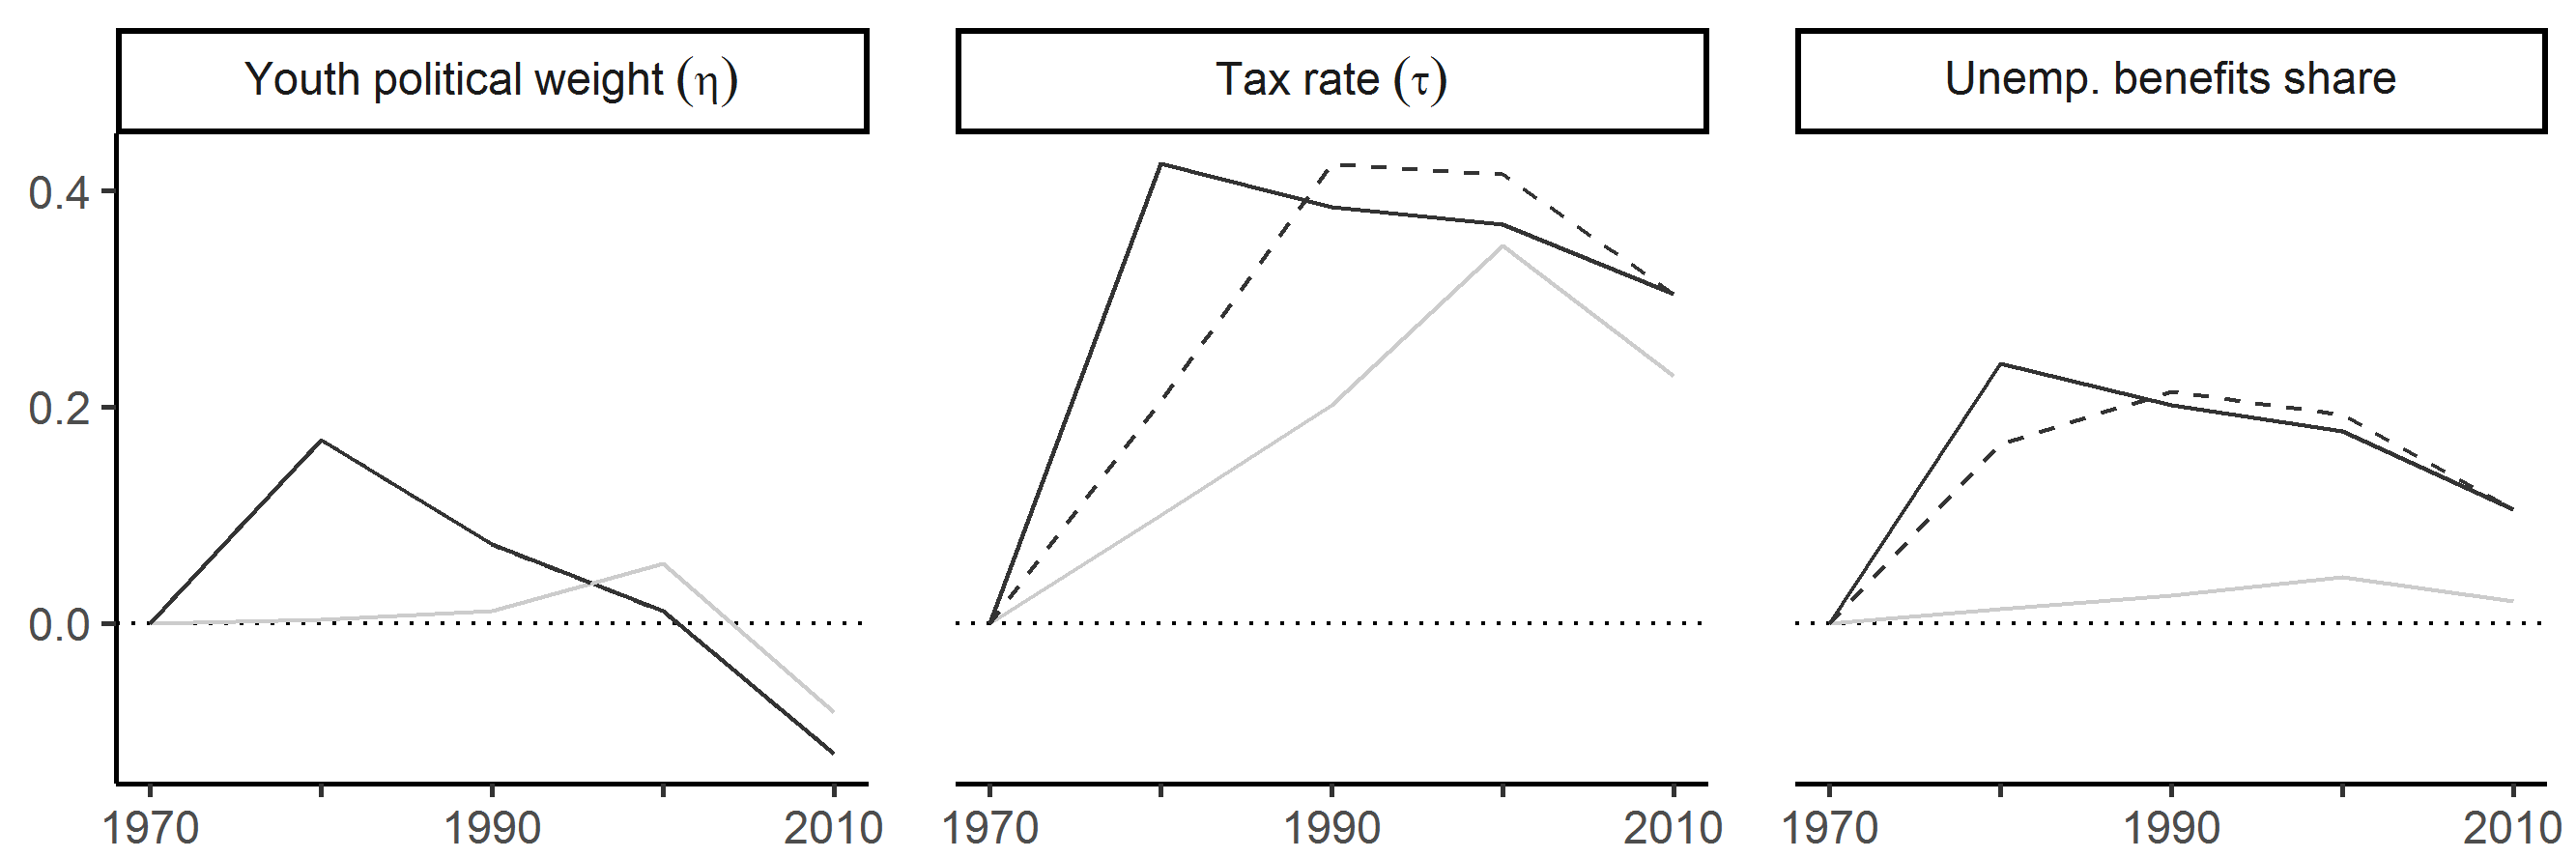 Youth political weight (η)
Tax rate (τ)
Unemp. benefits share
0.4
0.2
0.0
1970 1990 2010
1970 1990 2010
1970 1990 2010